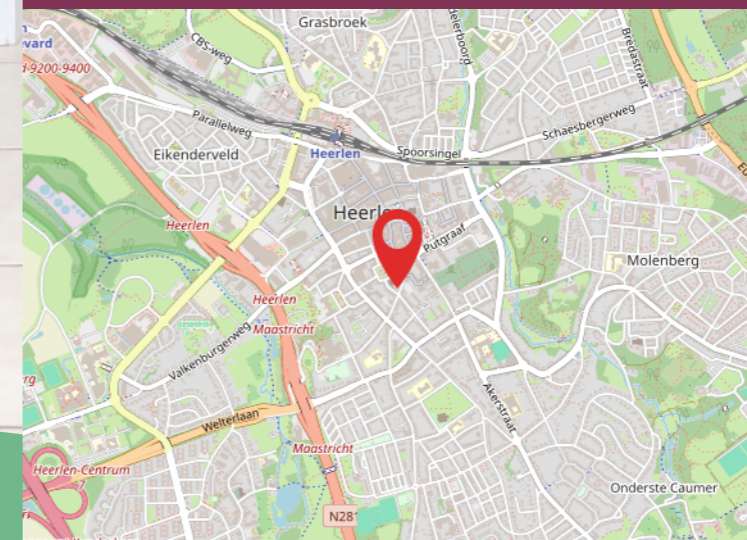 Grasbroek
CBS-weg
Bredastraat
Parallelweg
Schaesbergerweg
Eikenderveld
Heerlen
Spoorsingel
Heerlen
Putgraaf
Heerlen
Molenberg
Heerlen
Maastricht
Valkenburgerweg
Akerstraat
Welterlaan
Maastricht
Heerlen-Centrum
Onderste Caumer
N281